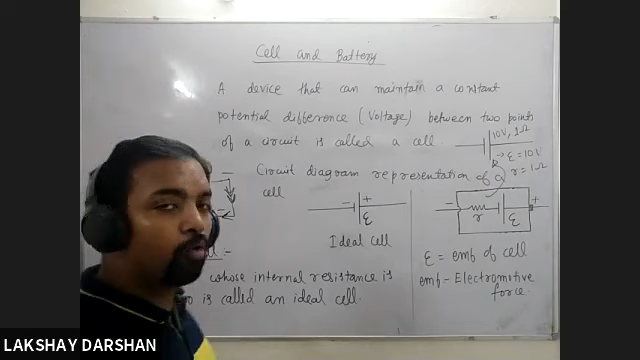 Cell and Battery
A device that can maintain a constant
potential difference (Voltage) between two points
of a circuit is called a cell.
10V, 1Ω
→ ε = 10V
r = 1Ω
Circuit diagram representation of a
cell
- +
ε
Ideal cell
- +
r ε
ε = emf of cell
emf - Electromotive
force.
:-
whose internal resistance is
is called an ideal cell.
LAKSHAY DARSHAN